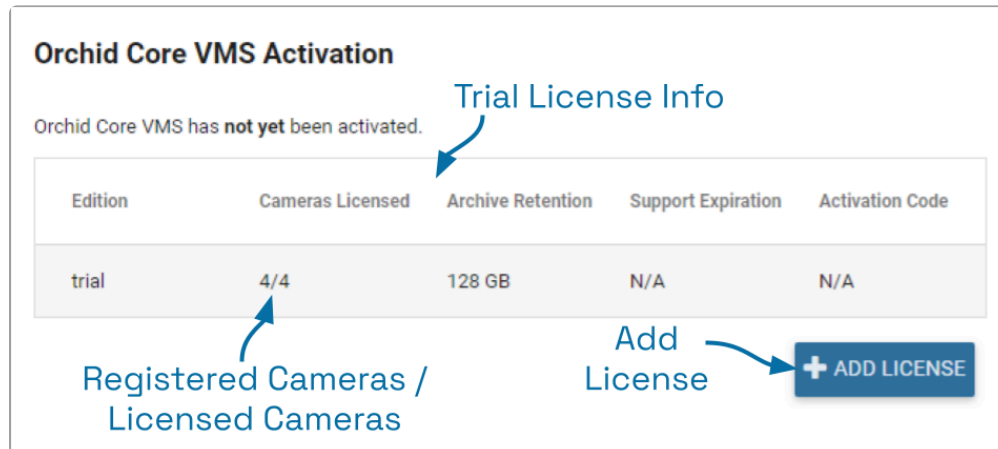 Orchid Core VMS Activation
Trial License Info
Orchid Core VMS has not yet been activated.
Edition Cameras Licensed Archive Retention Support Expiration Activation Code
trial 4/4 128 GB N/A N/A
Add
License
+ ADD LICENSE
Registered Cameras /
Licensed Cameras